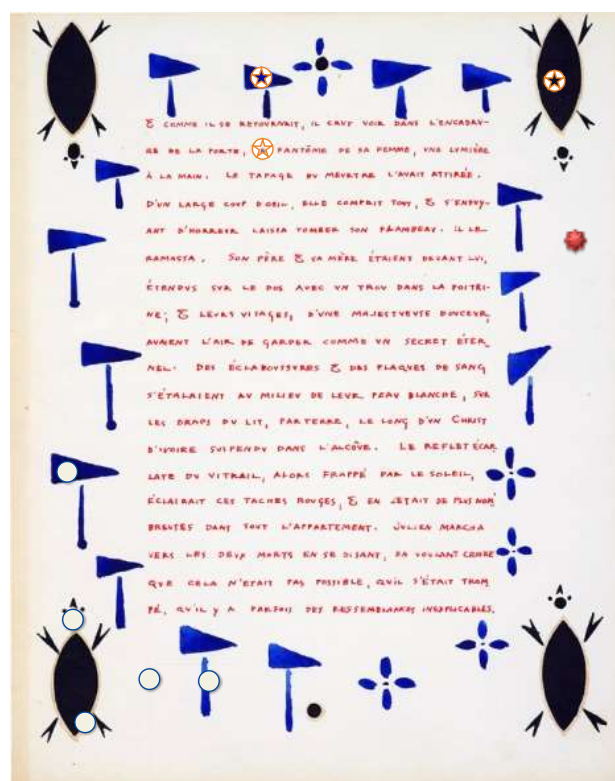 & COMME IL SE RETOURNAIT, IL CRUT VOIR DANS L'ENCADRU-
RE DE LA PORTE, FANTÔME DE SA FEMME, UNE LUMIÈRE
À LA MAIN. LE TAPAGE DU MEURTRE L'AVAIT ATTIRÉE.
D'UN LARGE COUP D'OEIL, ELLE COMPRIT TOUT, & S'ENFUY-
ANT D'HORREUR LAISSA TOMBER SON FLAMBEAU. IL LE
RAMASSA. SON PÈRE & SA MÈRE ÉTAIENT DEVANT LUI,
ÉTENDUS SUR LE DOS AVEC UN TROU DANS LA POITRI-
NE; & LEURS VISAGES, D'UNE MAJESTUEUSE DOUCEUR,
AVAIENT L'AIR DE GARDER COMME UN SECRET ÉTER-
NEL. DES ÉCLABOUSSURES & DES PLAQUES DE SANG
S'ÉTALAIENT AU MILIEU DE LEUR PEAU BLANCHE, SUR
LES DRAPS DU LIT, PAR TERRE, LE LONG D'UN CHRIST
D'IVOIRE SUSPENDU DANS L'ALCÔVE. LE REFLET ÉCAR
LATE DU VITRAIL, ALORS FRAPPÉ PAR LE SOLEIL,
ÉCLAIRAIT CES TACHES ROUGES, & EN JETAIT DE PLUS NOM
BREUSES DANS TOUT L'APPARTEMENT. JULIEN MARCHA
VERS LES DEUX MORTS EN SE DISANT, EN VOULANT CROIRE
QUE CELA N'ÉTAIT PAS POSSIBLE, QU'IL S'ÉTAIT TROM
PÉ, QU'IL Y A PARFOIS DES RESSEMBLANCES INEXPLICABLES.